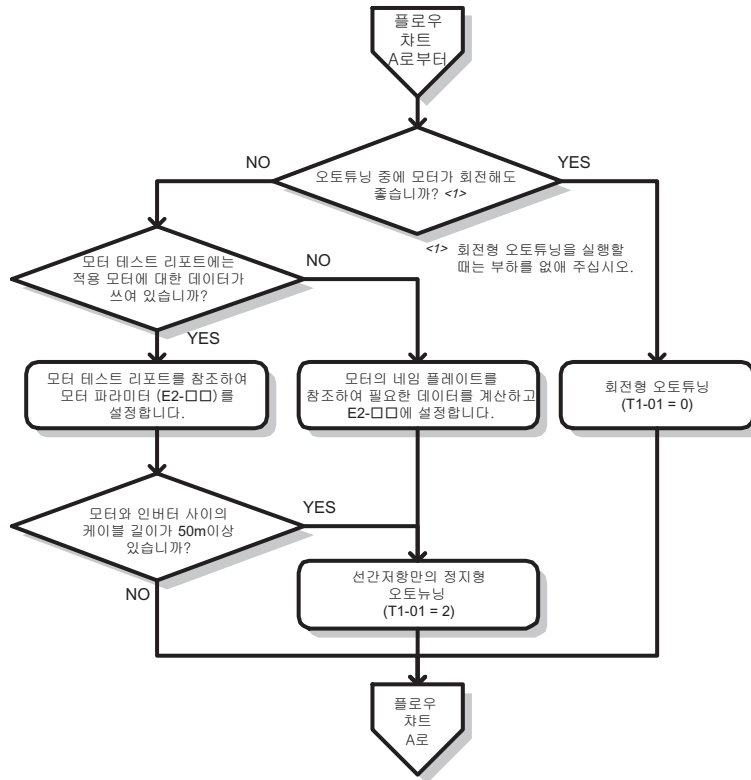 플로우
챠트
A로부터
NO
YES
오토튜닝 중에 모터가 회전해도
좋습니까? <1>
<1> 회전형 오토튜닝을 실행할
때는 부하를 없애 주십시오.
모터 테스트 리포트에는
적용 모터에 대한 데이터가
쓰여 있습니까?
NO
YES
모터 테스트 리포트를 참조하여
모터 파라미터 (E2-□□) 를
설정합니다.
모터의 네임 플레이트를
참조하여 필요한 데이터를 계산하고
E2-□□에 설정합니다.
회전형 오토튜닝
(T1-01 = 0)
모터와 인버터 사이의
케이블 길이가 50m이상
있습니까?
YES
NO
선간저항만의 정지형
오토뉴닝
(T1-01 = 2)
플로우
챠트
A로